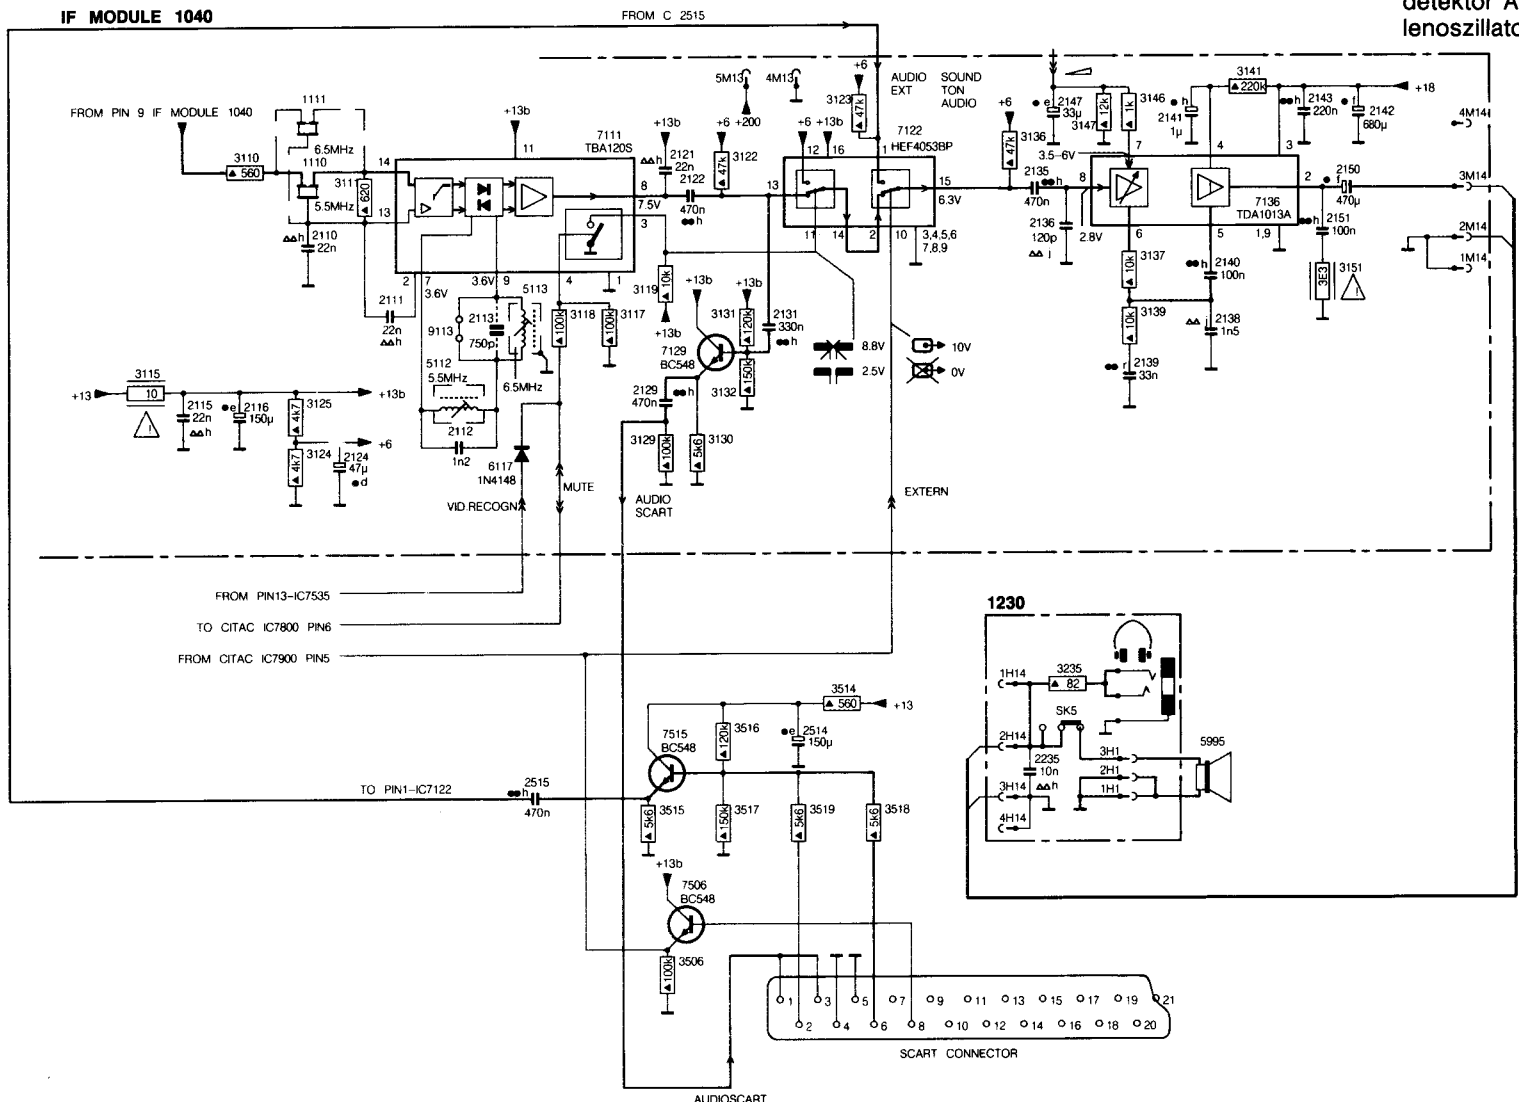 IF MODULE 1040
FROM C 2515
detektor A
lenoszillato
FROM PIN 9 IF MODULE 1040
1111
6.5MHz
1110
5.5MHz
3110
560
311
620
14
13
△△h
2110
22n
+13b
11
7111
TBA120S
8
7.5V
3
2
7
3.6V
3.6V
9
4
1
2111
22n
△△h
9113
2113
750p
5113
6.5MHz
5112
5.5MHz
2112
1n2
3118
100k
3117
100k
3119
10k
+13b
+13b
△△h
2121
22n
2122
470n
●●h
5M13
4M13
+6
+200
3122
47k
13
+6
+13b
12
16
3123
+6
47k
1
7122
HEF4053BP
15
6.3V
11
14
2
10
3,4,5,6
7,8,9
AUDIO
EXT
SOUND
TON
AUDIO
+6
3136
47k
2135
●●h
470n
2136
120p
△△j
●e
2147
33µ
3147
12k
1k
3146
3.5-6V
7
●h
2141
1µ
4
3141
220k
+18
●●h
2143
220n
●f
2142
680µ
3
8
2.8V
7136
TDA1013A
2
6
5
1,9
2150
●f
470µ
●●h
2151
100n
3E3
3151
3137
10k
●●h
2140
100n
3139
10k
△△j
2138
1n5
●●r
2139
33n
4M14
3M14
2M14
1M14
+13b
+13b
7129
BC548
3131
120k
150k
3132
2131
330n
●●h
8.8V
2.5V
10V
0V
2129
470n
●●h
3129
100k
3130
5k6
AUDIO
SCART
EXTERN
+13
3115
10
+13b
2115
22n
△△h
●e
2116
150µ
3125
4k7
+6
3124
4k7
2124
47µ
●d
6117
1N4148
VID.RECOGN
MUTE
FROM PIN13-IC7535
TO CITAC IC7800 PIN6
FROM CITAC IC7900 PIN5
1230
1H14
3235
82
SK5
2H14
2235
10n
△△h
3H14
4H14
3H1
2H1
1H1
5995
3514
560
+13
7515
BC548
3516
120k
●e
2514
150µ
TO PIN1-IC7122
●●h
2515
470n
3515
5k6
3517
150k
3519
5k6
3518
5k6
+13b
7506
BC548
3506
100k
1 3 5 7 9 11 13 15 17 19 21
2 4 6 8 10 12 14 16 18 20
SCART CONNECTOR
AUDIOSCART